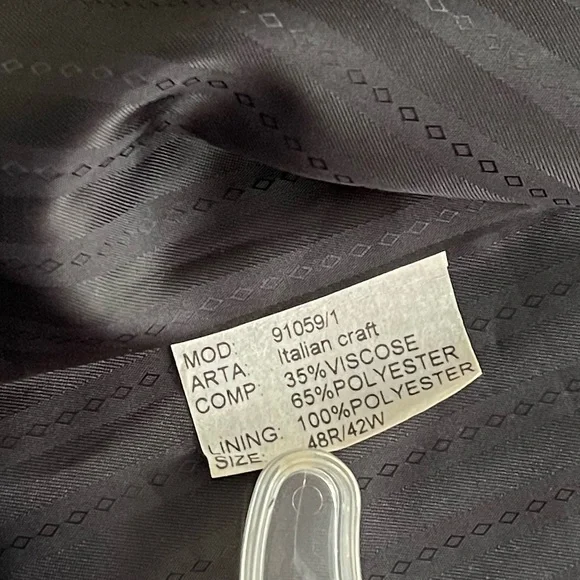 MOD: 91059/1
ARTA: Italian craft
COMP: 35%VISCOSE
65%POLYESTER
LINING: 100%POLYESTER
SIZE: 48R/42W